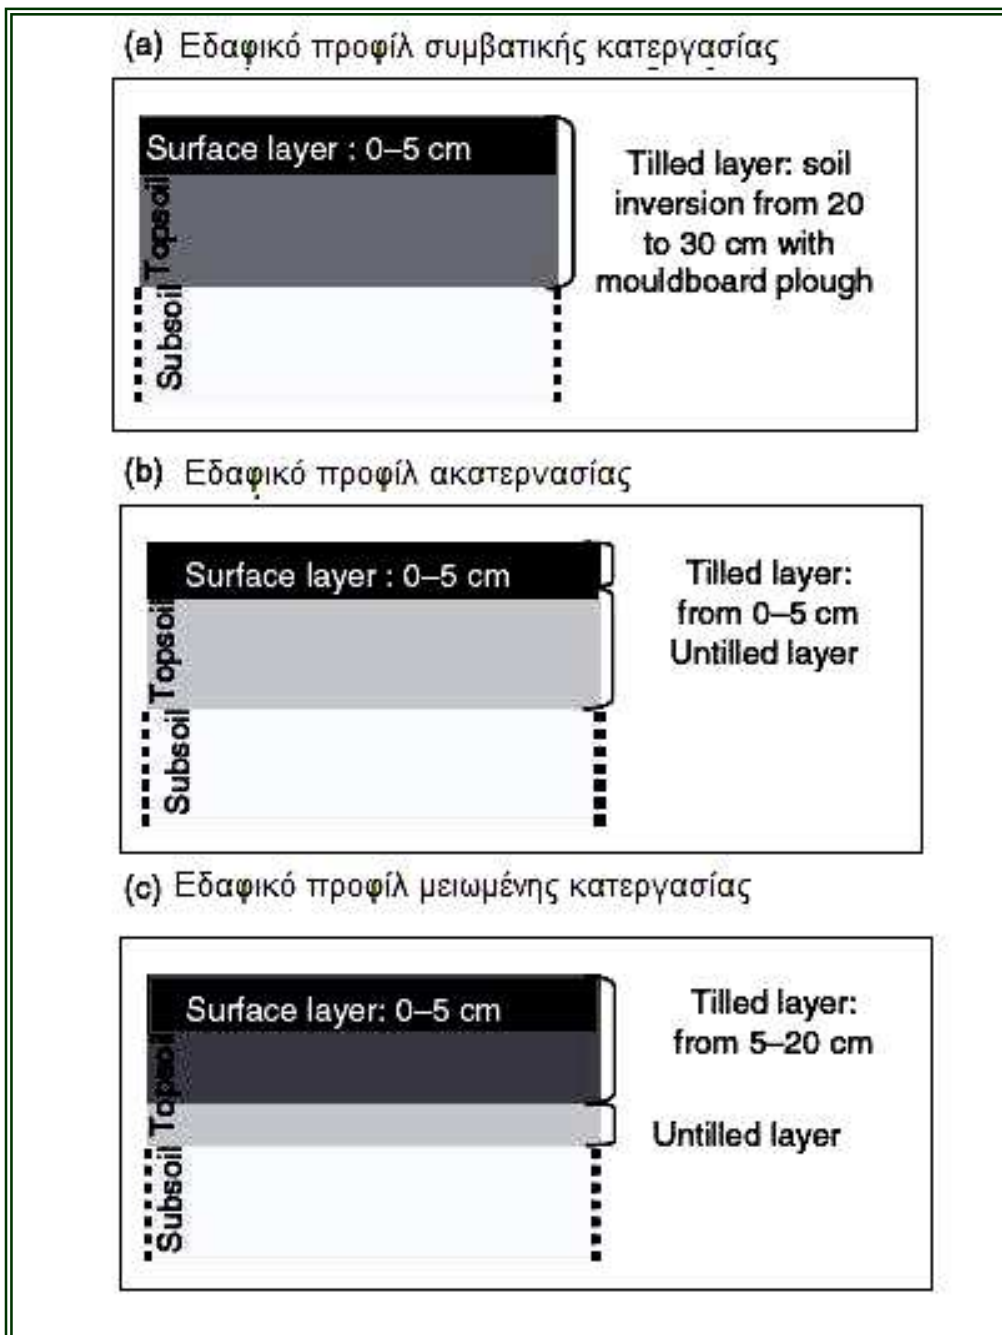 (a) Εδαφικό προφίλ συμβατικής κατεργασίας
Surface layer : 0–5 cm
Topsoil
Subsoil
Tilled layer: soil
inversion from 20
to 30 cm with
mouldboard plough
(b) Εδαφικό προφίλ ακατερνασίας
Surface layer : 0–5 cm
Topsoil
Subsoil
Tilled layer:
from 0–5 cm
Untilled layer
(c) Εδαφικό προφίλ μειωμένης κατεργασίας
Surface layer: 0–5 cm
Topsoil
Subsoil
Tilled layer:
from 5–20 cm
Untilled layer